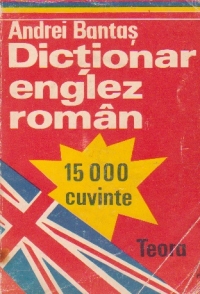 Andrei Bantaș
Dicționar
englez
român
15 000
cuvinte
Teora